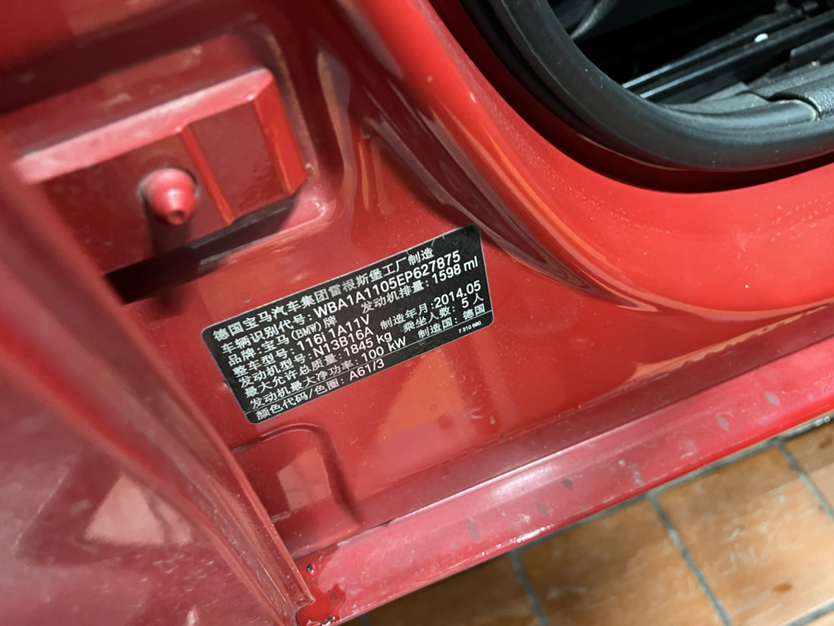 德国宝马汽车集团雷根斯堡工厂制造
车辆识别代号: WBA1A1105EP627875
品牌: 宝马(BMW)牌 发动机排量: 1598 ml
整车型号: 116i,1A11V
发动机型号: N13B16A 制造年月: 2014.05
最大允许总质量: 1845 kg 乘坐人数: 5 人
发动机最大净功率: 100 kW 制造国: 德国
颜色代码/色圈: A61/3 7 310 690